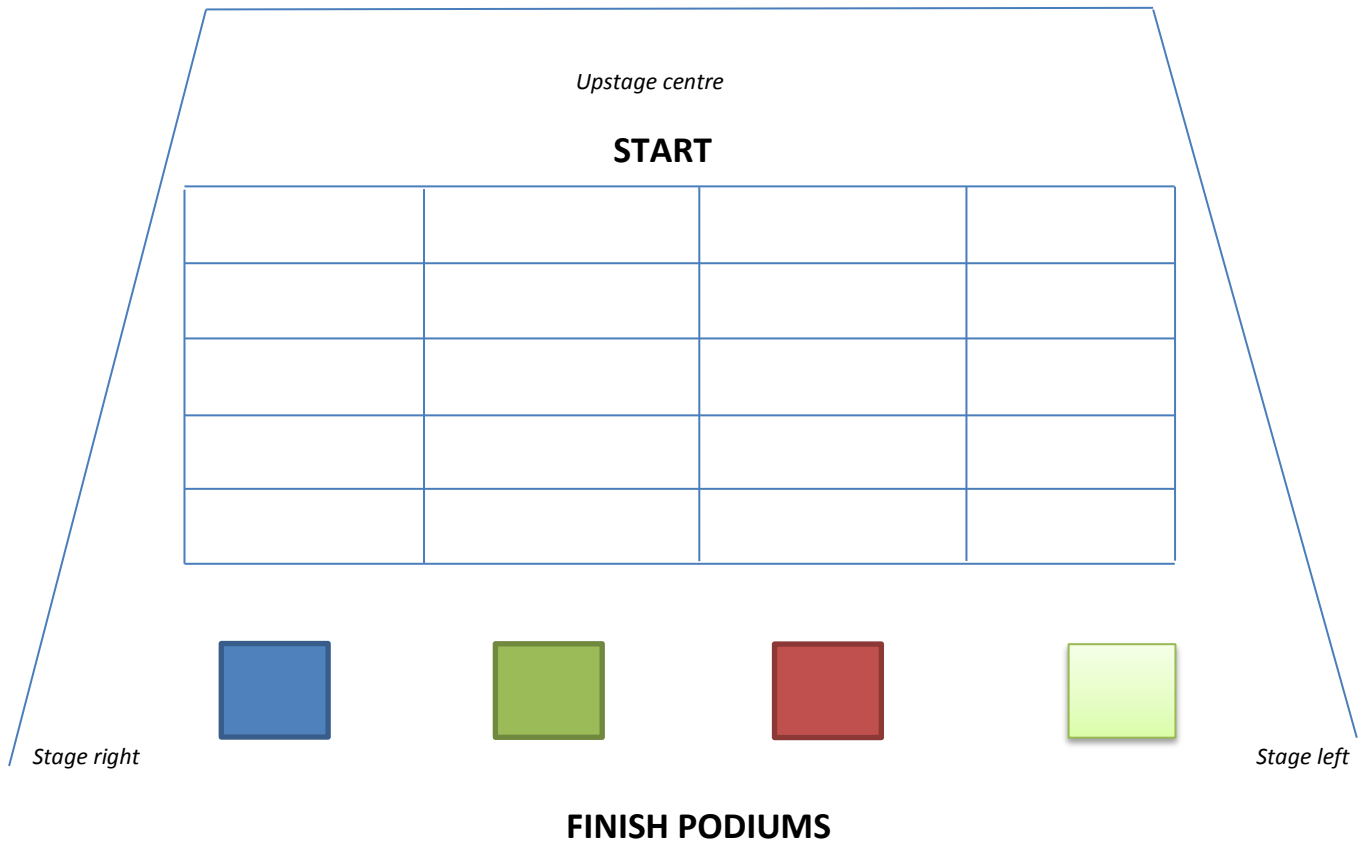 Upstage centre
START
Stage right
Stage left
FINISH PODIUMS